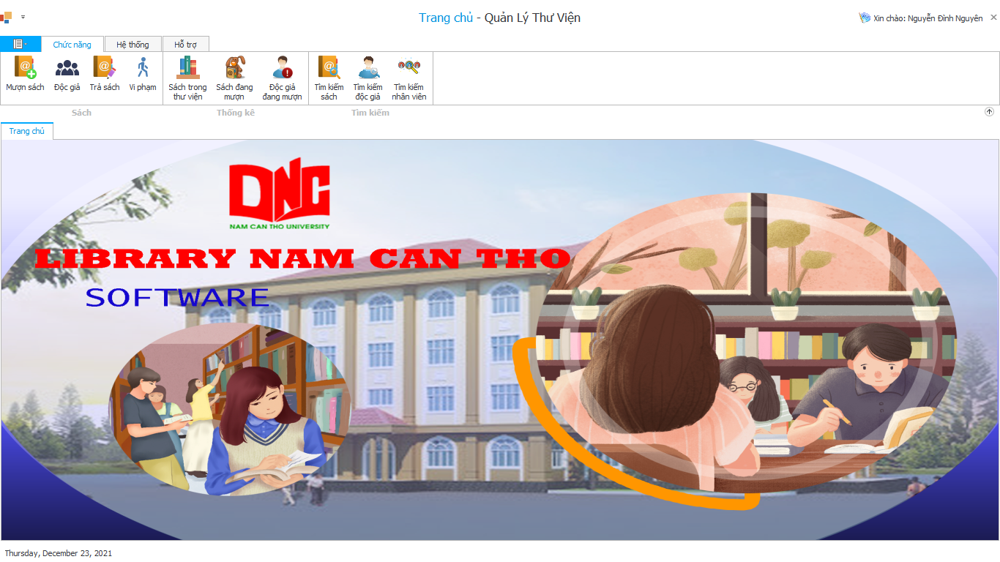 Trang chủ - Quản Lý Thư Viện
Xin chào: Nguyễn Đình Nguyên
Chức năng
Hệ thống
Hỗ trợ
Mượn sách
Độc giả
Trả sách
Vi phạm
Sách trong
thư viện
Sách đang
mượn
Độc giả
đang mượn
Tìm kiếm
sách
Tìm kiếm
độc giả
Tìm kiếm
nhân viên
Sách
Thống kê
Tìm kiếm
Trang chủ
DNC
NAM CAN THO UNIVERSITY
LIBRARY NAM CAN THO
SOFTWARE
Thursday, December 23, 2021